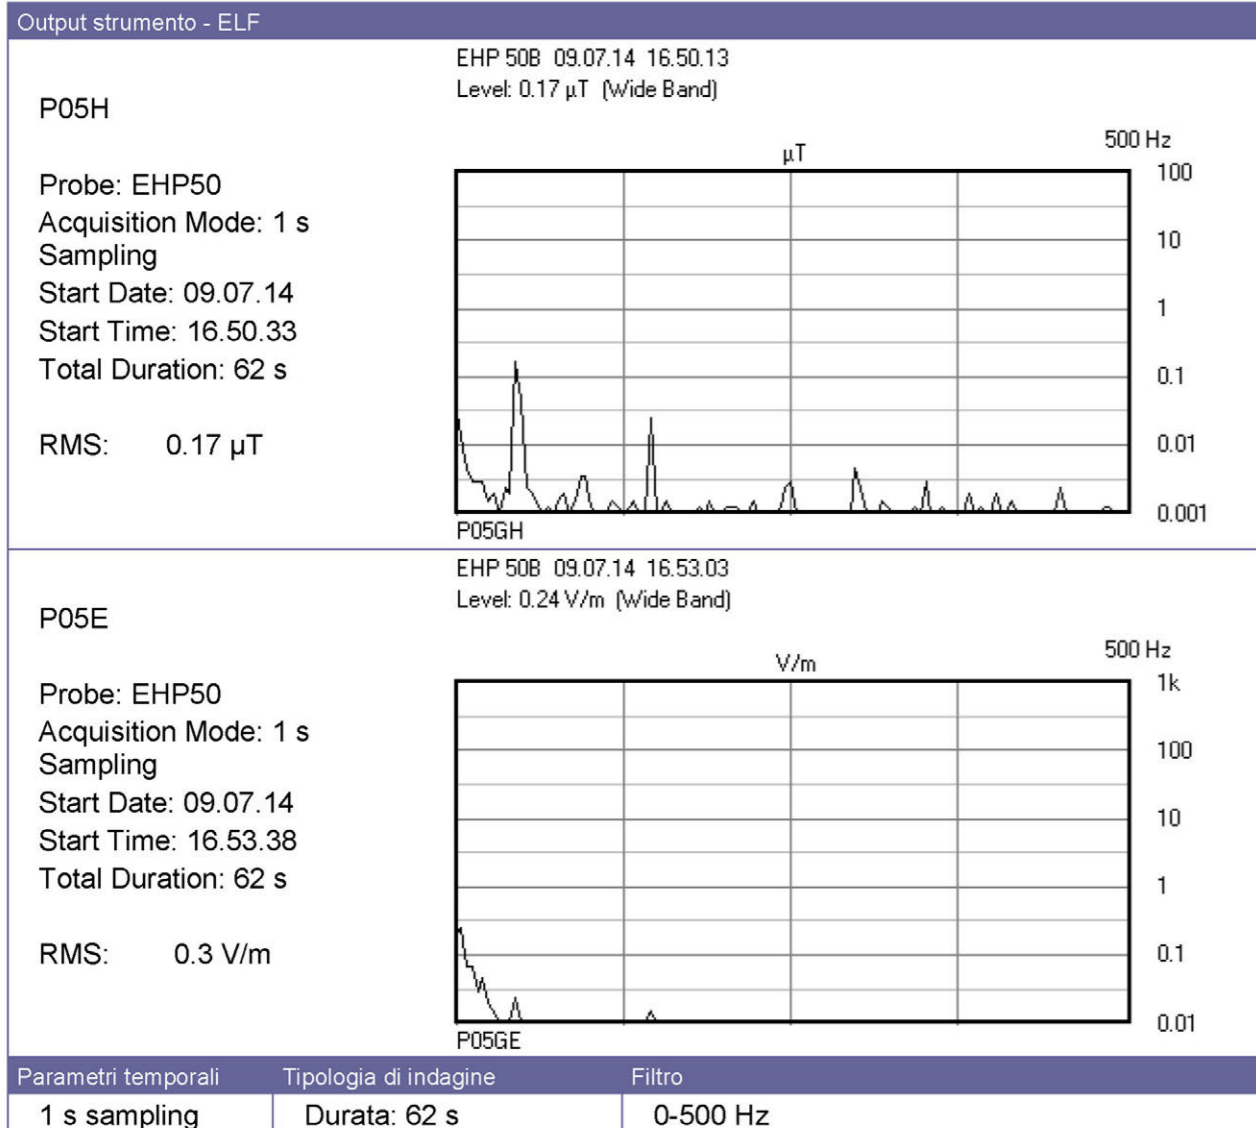 Output strumento - ELF
P05H
Probe: EHP50
Acquisition Mode: 1 s
Sampling
Start Date: 09.07.14
Start Time: 16.50.33
Total Duration: 62 s
RMS: 0.17 µT
EHP 50B 09.07.14 16.50.13
Level: 0.17 µT (Wide Band)
500 Hz
µT
100
10
1
0.1
0.01
0.001
P05GH
P05E
Probe: EHP50
Acquisition Mode: 1 s
Sampling
Start Date: 09.07.14
Start Time: 16.53.38
Total Duration: 62 s
RMS: 0.3 V/m
EHP 50B 09.07.14 16.53.03
Level: 0.24 V/m (Wide Band)
500 Hz
V/m
1k
100
10
1
0.1
0.01
P05GE
Parametri temporali Tipologia di indagine Filtro
1 s sampling Durata: 62 s 0-500 Hz